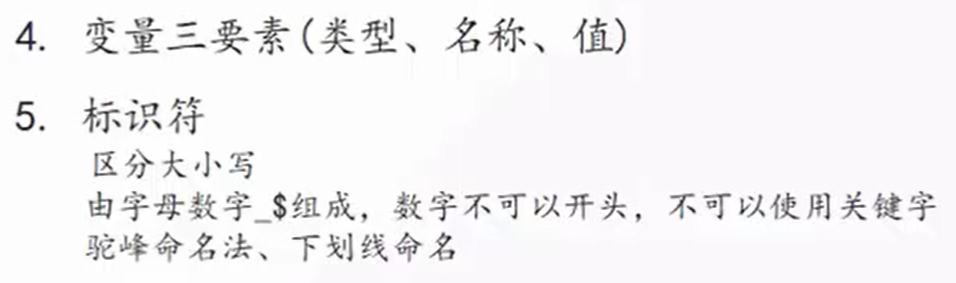 4. 变量三要素(类型、名称、值)
5. 标识符
区分大小写
由字母数字_$组成，数字不可以开头，不可以使用关键字
驼峰命名法、下划线命名